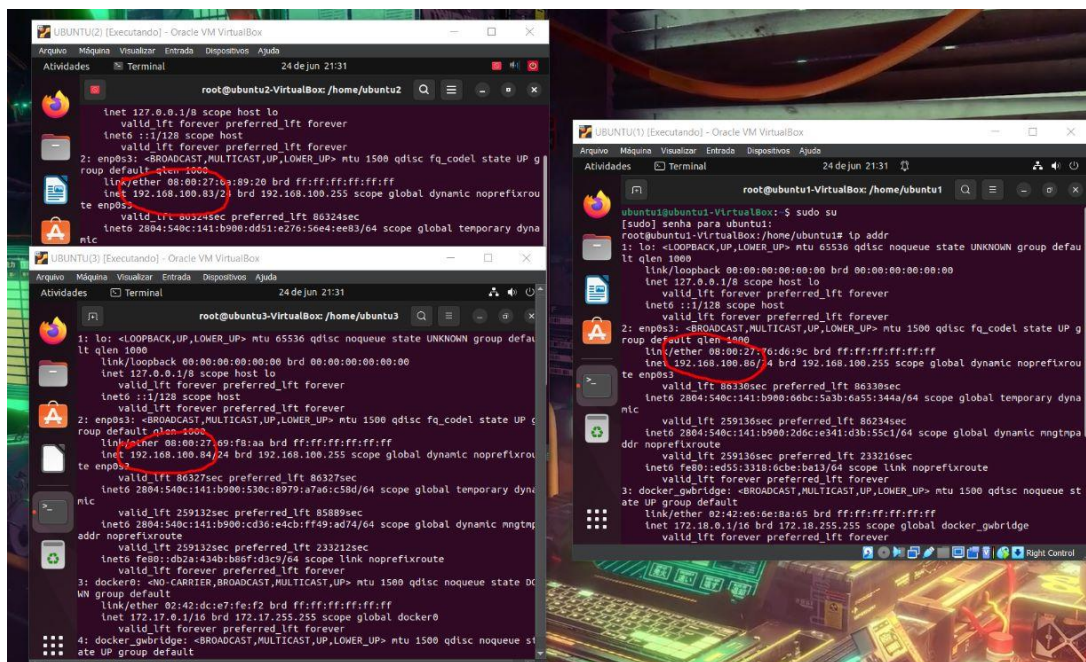 UBUNTU(2) [Executando] - Oracle VM VirtualBox
Arquivo Máquina Visualizar Entrada Dispositivos Ajuda
Atividades Terminal 24 de jun 21:31
root@ubuntu2-VirtualBox: /home/ubuntu2
inet 127.0.0.1/8 scope host lo
valid_lft forever preferred_lft forever
inet6 ::1/128 scope host
valid_lft forever preferred_lft forever
2: enp0s3: <BROADCAST,MULTICAST,UP,LOWER_UP> mtu 1500 qdisc fq_codel state UP g
roup default qlen 1000
link/ether brd ff:ff:ff:ff:ff:ff
inet 192.168.100.83/24 brd 192.168.100.255 scope global dynamic noprefixrou
te enp0s3
valid_lft 86324sec preferred_lft 86324sec
inet6 2804:540c:141:b900:dd51:e276:56e4:ee83/64 scope global temporary dyna
mic
UBUNTU(3) [Executando] - Oracle VM VirtualBox
Arquivo Máquina Visualizar Entrada Dispositivos Ajuda
Atividades Terminal 24 de jun 21:31
root@ubuntu3-VirtualBox: /home/ubuntu3
1: lo: <LOOPBACK,UP,LOWER_UP> mtu 65536 qdisc noqueue state UNKNOWN group defau
lt qlen 1000
link/loopback 00:00:00:00:00:00 brd 00:00:00:00:00:00
inet 127.0.0.1/8 scope host lo
valid_lft forever preferred_lft forever
inet6 ::1/128 scope host
valid_lft forever preferred_lft forever
2: enp0s3: <BROADCAST,MULTICAST,UP,LOWER_UP> mtu 1500 qdisc fq_codel state UP g
roup default qlen 1000
link/ether 08:00:27:69:f8:aa brd ff:ff:ff:ff:ff:ff
inet 192.168.100.84/24 brd 192.168.100.255 scope global dynamic noprefixrou
te enp0s3
valid_lft 86327sec preferred_lft 86327sec
inet6 2804:540c:141:b900:530c:8979:a7a6:c58d/64 scope global temporary dyna
mic
valid_lft 259132sec preferred_lft 85889sec
inet6 2804:540c:141:b900:cd36:e4cb:ff49:ad74/64 scope global dynamic mngtmp
addr noprefixroute
valid_lft 259132sec preferred_lft 233212sec
inet6 fe80::db2a:434b:b86f:d3c9/64 scope link noprefixroute
valid_lft forever preferred_lft forever
3: docker0: <NO-CARRIER,BROADCAST,MULTICAST,UP> mtu 1500 qdisc noqueue state DO
WN group default
link/ether 02:42:dc:e7:fe:f2 brd ff:ff:ff:ff:ff:ff
inet 172.17.0.1/16 brd 172.17.255.255 scope global docker0
valid_lft forever preferred_lft forever
4: docker_gwbridge: <BROADCAST,MULTICAST,UP,LOWER_UP> mtu 1500 qdisc noqueue st
ate UP group default
UBUNTU(1) [Executando] - Oracle VM VirtualBox
Arquivo Máquina Visualizar Entrada Dispositivos Ajuda
Atividades Terminal 24 de jun 21:31
root@ubuntu1-VirtualBox: /home/ubuntu1
ubuntu1@ubuntu1-VirtualBox:~$ sudo su
[sudo] senha para ubuntu1:
root@ubuntu1-VirtualBox:/home/ubuntu1# ip addr
1: lo: <LOOPBACK,UP,LOWER_UP> mtu 65536 qdisc noqueue state UNKNOWN group defau
lt qlen 1000
link/loopback 00:00:00:00:00:00 brd 00:00:00:00:00:00
inet 127.0.0.1/8 scope host lo
valid_lft forever preferred_lft forever
inet6 ::1/128 scope host
valid_lft forever preferred_lft forever
2: enp0s3: <BROADCAST,MULTICAST,UP,LOWER_UP> mtu 1500 qdisc fq_codel state UP g
roup default qlen 1000
link/ether brd ff:ff:ff:ff:ff:ff
inet 192.168.100.86/24 brd 192.168.100.255 scope global dynamic noprefixrou
te enp0s3
valid_lft 86330sec preferred_lft 86330sec
inet6 2804:540c:141:b900:66bc:5a3b:6a55:344a/64 scope global temporary dyna
mic
valid_lft 259136sec preferred_lft 86234sec
inet6 2804:540c:141:b900:2d6c:e341:d3b:55c1/64 scope global dynamic mngtmpa
ddr noprefixroute
valid_lft 259136sec preferred_lft 233216sec
inet6 fe80::ed55:3318:6cbe:ba13/64 scope link noprefixroute
valid_lft forever preferred_lft forever
3: docker_gwbridge: <BROADCAST,MULTICAST,UP,LOWER_UP> mtu 1500 qdisc noqueue st
ate UP group default
link/ether 02:42:e6:6e:8a:65 brd ff:ff:ff:ff:ff:ff
inet 172.18.0.1/16 brd 172.18.255.255 scope global docker_gwbridge
valid_lft forever preferred_lft forever
Right Control